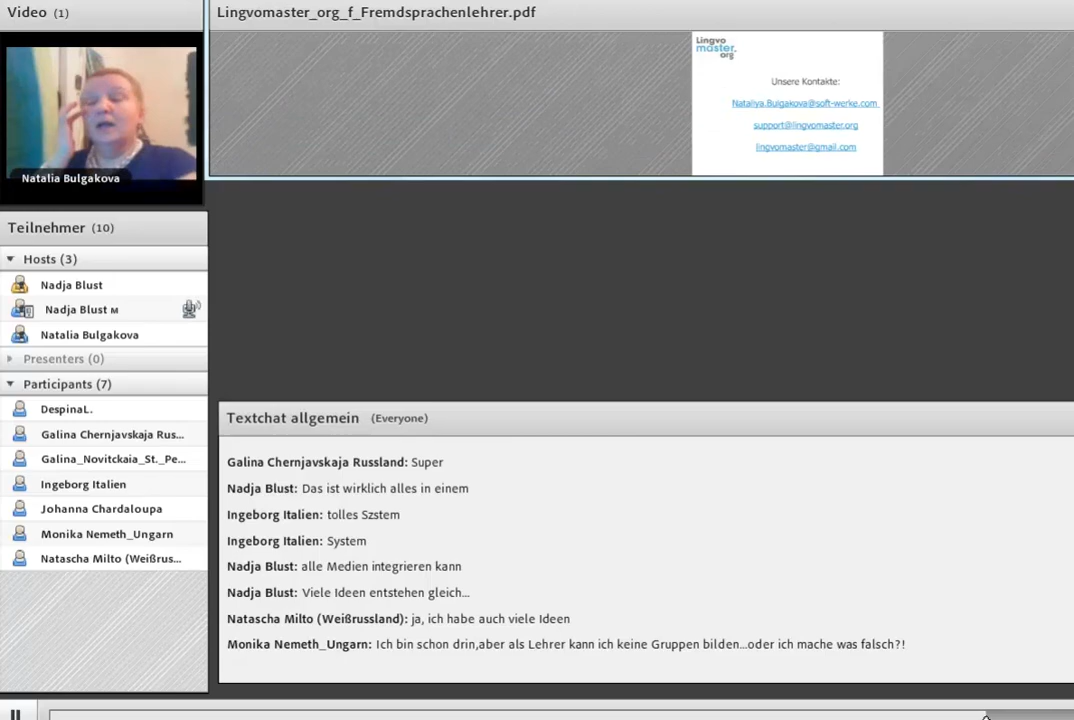 Video (1)
Lingvomaster_org_f_Fremdsprachenlehrer.pdf
Natalia Bulgakova
Lingvo
master.
org
Unsere Kontakte:
Nataliya.Bulgakova@soft-werke.com
support@lingvomaster.org
lingvomaster@gmail.com
Teilnehmer (10)
Hosts (3)
Nadja Blust
Nadja Blust м
Natalia Bulgakova
Presenters (0)
Participants (7)
DespinaL.
Galina Chernjavskaja Rus...
Galina_Novitckaia_St._Pe...
Ingeborg Italien
Johanna Chardaloupa
Monika Nemeth_Ungarn
Natascha Milto (Weißrus...
Textchat allgemein (Everyone)
Galina Chernjavskaja Russland: Super
Nadja Blust: Das ist wirklich alles in einem
Ingeborg Italien: tolles Szstem
Ingeborg Italien: System
Nadja Blust: alle Medien integrieren kann
Nadja Blust: Viele Ideen entstehen gleich...
Natascha Milto (Weißrussland): ja, ich habe auch viele Ideen
Monika Nemeth_Ungarn: Ich bin schon drin,aber als Lehrer kann ich keine Gruppen bilden...oder ich mache was falsch?!